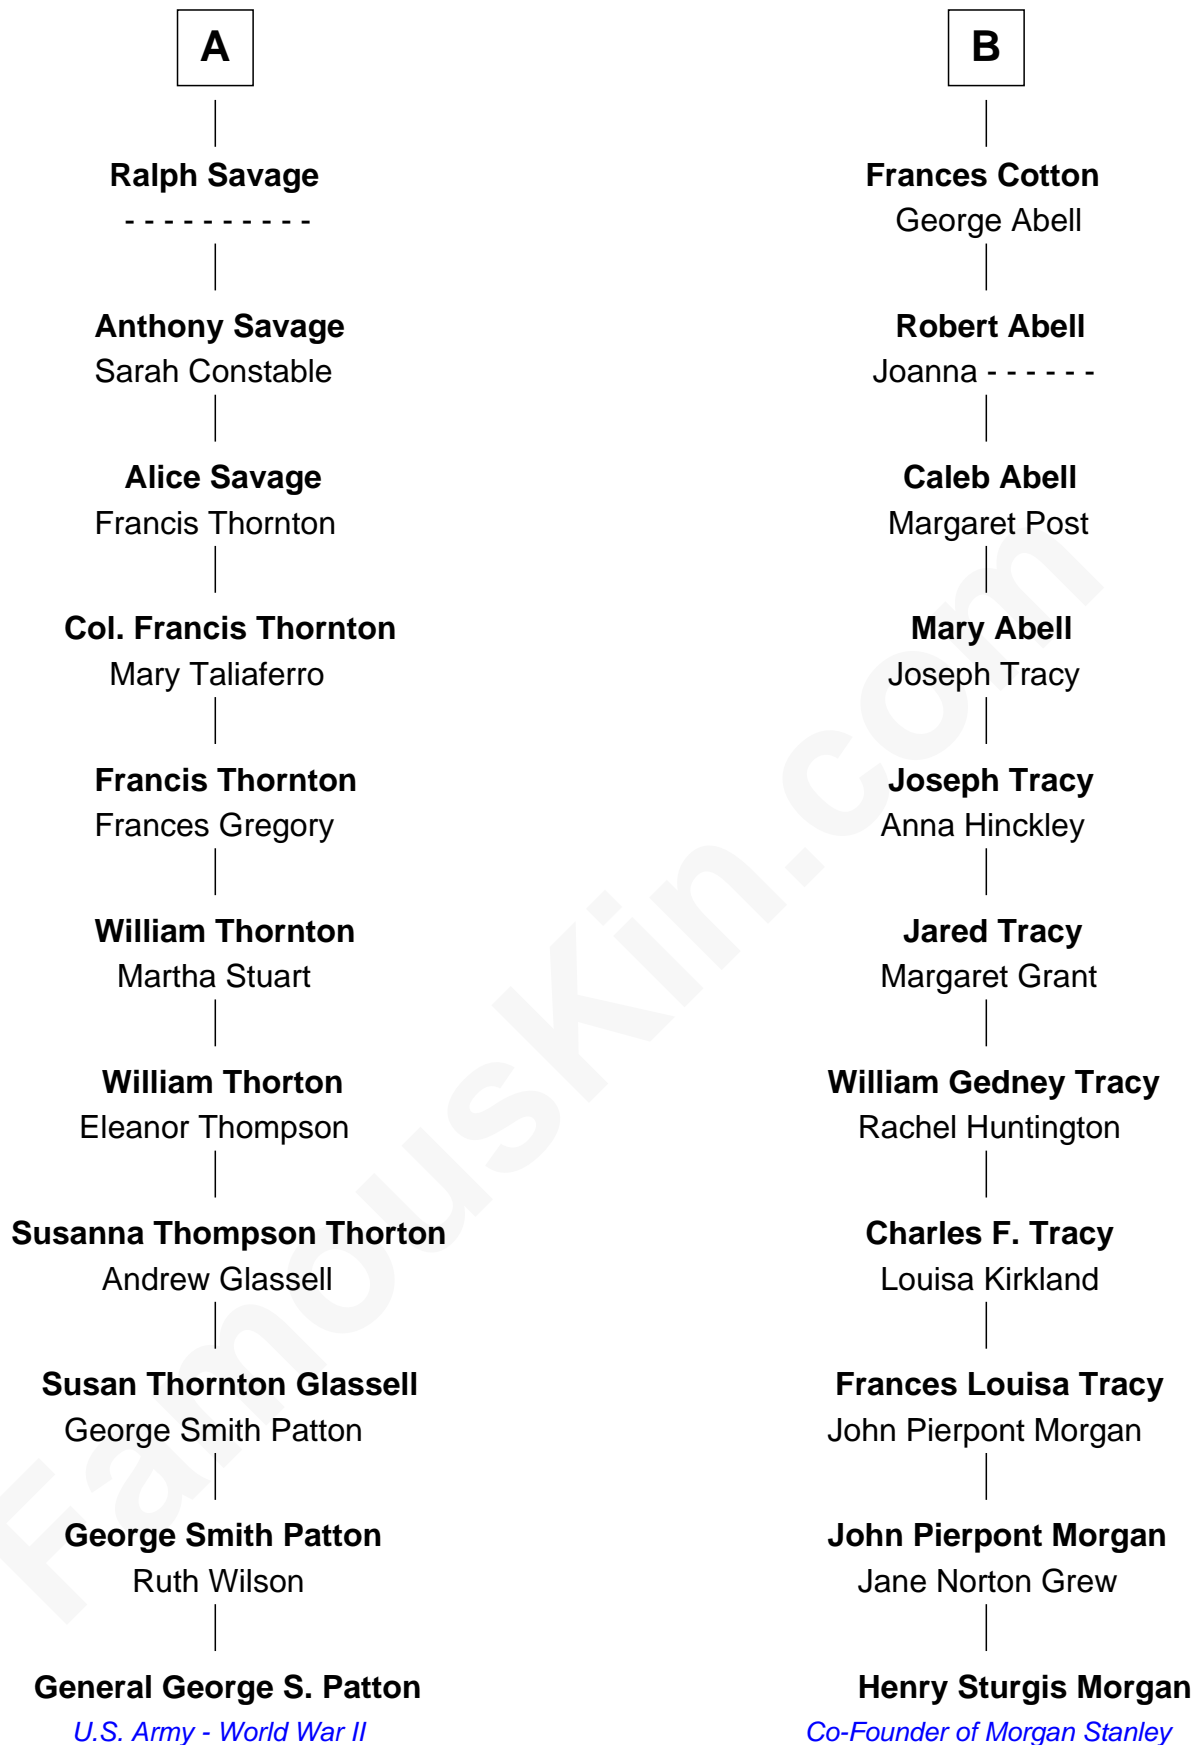 A
Ralph Savage
- - - - - - - - - -
Anthony Savage
Sarah Constable
Alice Savage
Francis Thornton
Col. Francis Thornton
Mary Taliaferro
Francis Thornton
Frances Gregory
William Thornton
Martha Stuart
William Thorton
Eleanor Thompson
Susanna Thompson Thorton
Andrew Glassell
Susan Thornton Glassell
George Smith Patton
George Smith Patton
Ruth Wilson
General George S. Patton
U.S. Army - World War II
B
Frances Cotton
George Abell
Robert Abell
Joanna - - - - - -
Caleb Abell
Margaret Post
Mary Abell
Joseph Tracy
Joseph Tracy
Anna Hinckley
Jared Tracy
Margaret Grant
William Gedney Tracy
Rachel Huntington
Charles F. Tracy
Louisa Kirkland
Frances Louisa Tracy
John Pierpont Morgan
John Pierpont Morgan
Jane Norton Grew
Henry Sturgis Morgan
Co-Founder of Morgan Stanley
FamousKin.com